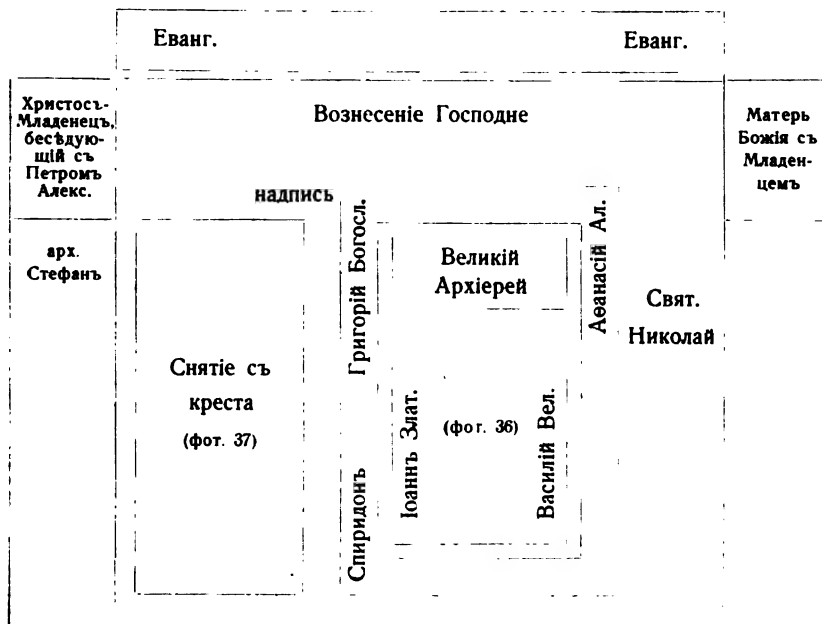 Еванг.
Еванг.
Христосъ-
Младенецъ,
бесѣдую-
щій съ
Петромъ
Алекс.
Вознесеніе Господне
Матерь
Божія съ
Младен-
цемъ
надпись
арх.
Стефанъ
Снятіе съ
креста
(фот. 37)
Григорій Богосл.
Спиридонъ
Великій
Архіерей
Іоаннъ Злат.
(фот. 36)
Василій Вел.
Аѳанасій Ал.
Свят.
Николай